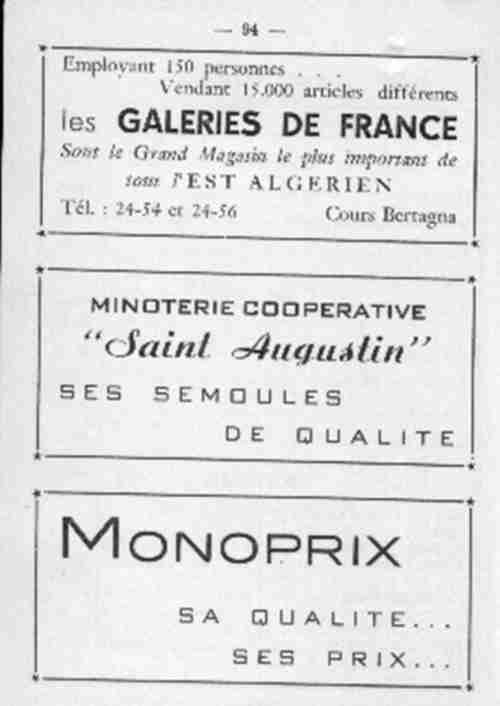 — 94 —
Employant 150 personnes . . .
Vendant 15.000 articles différents
les GALERIES DE FRANCE
Sont le Grand Magasin le plus important de
tout l'EST ALGERIEN
Tél. : 24-54 et 24-56 Cours Bertagna
MINOTERIE COOPERATIVE
"Saint Augustin"
SES SEMOULES
DE QUALITE
MONOPRIX
SA QUALITE...
SES PRIX...